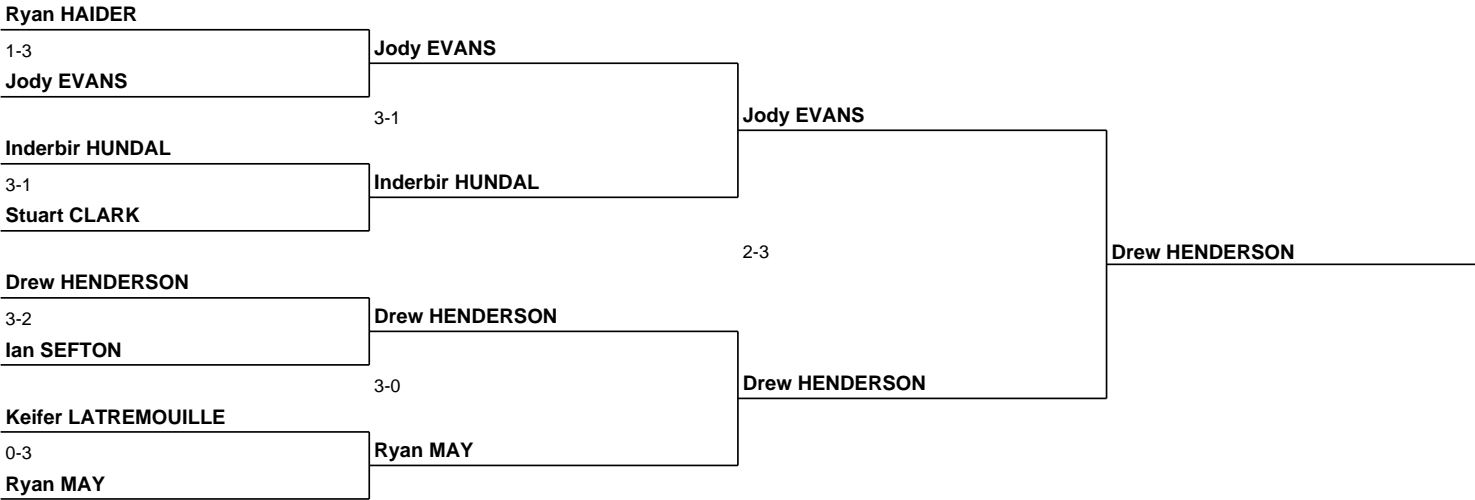 Ryan HAIDER
1-3
Jody EVANS
Jody EVANS
3-1
Jody EVANS
Inderbir HUNDAL
3-1
Inderbir HUNDAL
Stuart CLARK
2-3
Drew HENDERSON
Drew HENDERSON
3-2
Drew HENDERSON
Ian SEFTON
3-0
Drew HENDERSON
Keifer LATREMOUILLE
0-3
Ryan MAY
Ryan MAY